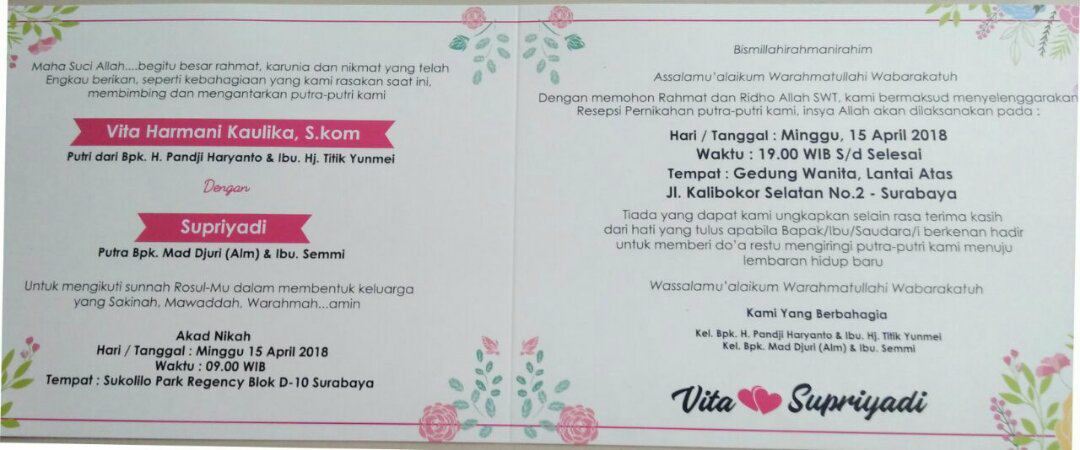 Maha Suci Allah....begitu besar rahmat, karunia dan nikmat yang telah
Engkau berikan, seperti kebahagiaan yang kami rasakan saat ini,
membimbing dan mengantarkan putra-putri kami
Vita Harmani Kaulika, S.kom
Putri dari Bpk. H. Pandji Haryanto & Ibu. Hj. Titik Yunmei
Dengan
Supriyadi
Putra Bpk. Mad Djuri (Alm) & Ibu. Semmi
Untuk mengikuti sunnah Rosul-Mu dalam membentuk keluarga
yang Sakinah, Mawaddah, Warahmah...amin
Akad Nikah
Hari / Tanggal : Minggu 15 April 2018
Waktu : 09.00 WIB
Tempat : Sukolilo Park Regency Blok D-10 Surabaya
Bismillahirahmanirahim
Assalamu'alaikum Warahmatullahi Wabarakatuh
Dengan memohon Rahmat dan Ridho Allah SWT, kami bermaksud menyelenggarakan
Resepsi Pernikahan putra-putri kami, insya Allah akan dilaksanakan pada :
Hari / Tanggal : Minggu, 15 April 2018
Waktu : 19.00 WIB S/d Selesai
Tempat : Gedung Wanita, Lantai Atas
Jl. Kalibokor Selatan No.2 - Surabaya
Tiada yang dapat kami ungkapkan selain rasa terima kasih
dari hati yang tulus apabila Bapak/Ibu/Saudara/i berkenan hadir
untuk memberi do'a restu mengiringi putra-putri kami menuju
lembaran hidup baru
Wassalamu'alaikum Warahmatullahi Wabarakatuh
Kami Yang Berbahagia
Kel. Bpk. H. Pandji Haryanto & Ibu. Hj. Titik Yunmei
Kel. Bpk. Mad Djuri (Alm) & Ibu. Semmi
Vita Supriyadi